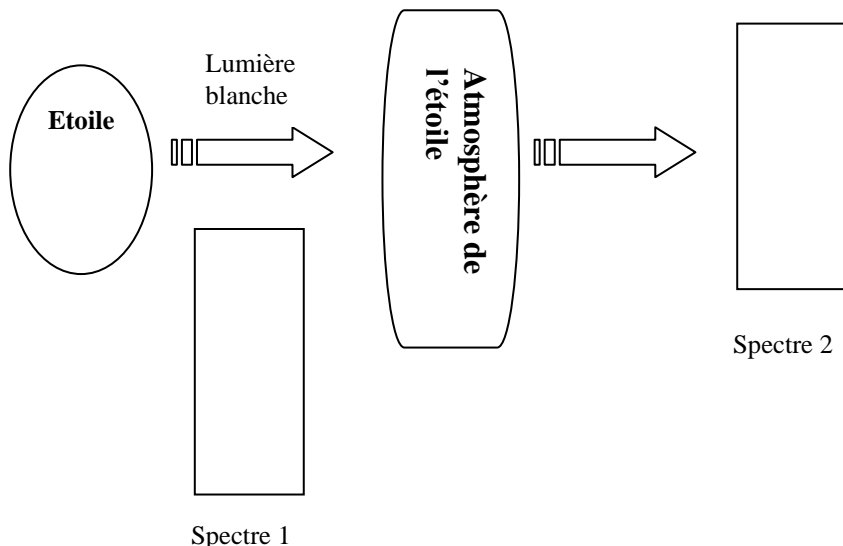 Etoile
Lumière
blanche
Atmosphère de
l'étoile
Spectre 1
Spectre 2